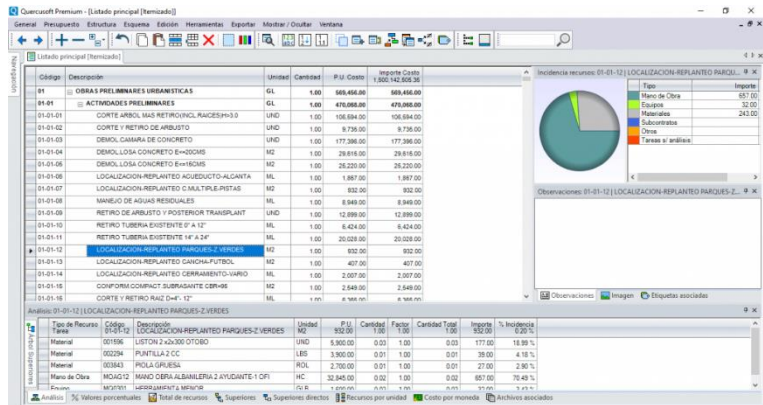 Quercusoft Premium - [Listado principal [Itemizado]]
General Presupuesto Estructura Esquema Edición Herramientas Exportar Mostrar / Ocultar Ventana
Navegación
Listado principal [Itemizado]
Código Descripción Unidad Cantidad P.U. Costo Importe Costo
01 OBRAS PRELIMINARES URBANISTICAS GL 1.00 569,456.00 569,456.00
01-01 ACTIVIDADES PRELIMINARES GL 1.00 470,068.00 470,068.00
01-01-01 CORTE ARBOL MAS RETIRO(INCL.RAICES)H>3.0 UND 1.00 106,694.00 106,694.00
01-01-02 CORTE Y RETIRO DE ARBUSTO UND 1.00 9,736.00 9,736.00
01-01-03 DEMOL.CAMARA DE CONCRETO UND 1.00 177,396.00 177,396.00
01-01-04 DEMOL.LOSA CONCRETO E<=20CMS M2 1.00 29,616.00 29,616.00
01-01-05 DEMOL.LOSA CONCRETO E<=15CMS M2 1.00 25,220.00 25,220.00
01-01-06 LOCALIZACION-REPLANTEO ACUEDUCTO-ALCANTA ML 1.00 1,867.00 1,867.00
01-01-07 LOCALIZACION-REPLANTEO C.MULTIPLE-PISTAS M2 1.00 932.00 932.00
01-01-08 MANEJO DE AGUAS RESIDUALES ML 1.00 8,949.00 8,949.00
01-01-09 RETIRO DE ARBUSTO Y POSTERIOR TRANSPLANT UND 1.00 12,899.00 12,899.00
01-01-10 RETIRO TUBERIA EXISTENTE 0" A 12" ML 1.00 6,424.00 6,424.00
01-01-11 RETIRO TUBERIA EXISTENTE 14" A 24" ML 1.00 20,028.00 20,028.00
01-01-12 LOCALIZACION-REPLANTEO PARQUES-Z.VERDES M2 1.00 932.00 932.00
01-01-13 LOCALIZACION-REPLANTEO CANCHA-FUTBOL M2 1.00 407.00 407.00
01-01-14 LOCALIZACION-REPLANTEO CERRAMIENTO-VARIO ML 1.00 2,007.00 2,007.00
01-01-15 CONFORM.COMPACT.SUBRASANTE CBR=95 M2 1.00 2,549.00 2,549.00
01-01-16 CORTE Y RETIRO RAIZ D=4"- 12" ML 1.00
Incidencia recursos: 01-01-12 | LOCALIZACION-REPLANTEO PARQU...
Tipo Importe
Mano de Obra 657.00
Equipos 32.00
Materiales 243.00
Subcontratos
Otros
Tareas s/ análisis
Observaciones: 01-01-12 | LOCALIZACION-REPLANTEO PARQUES-Z...
Observaciones Imagen Etiquetas asociadas
Análisis: 01-01-12 | LOCALIZACION-REPLANTEO PARQUES-Z.VERDES
Arbol Superiores
Tipo de Recurso Código Descripción Unidad P.U. Cantidad Factor Cantidad Total Importe % Incidencia
Tarea 01-01-12 LOCALIZACION-REPLANTEO PARQUES-Z.VERDES M2 932.00 1.00 1.00 1.00 932.00 0.20 %
Material 001596 LISTON 2 x2x300 OTOBO UND 5,900.00 0.03 1.00 0.03 177.00 18.99 %
Material 002294 PUNTILLA 2 CC LBS 3,900.00 0.01 1.00 0.01 39.00 4.18 %
Material 003843 PIOLA GRUESA ROL 2,700.00 0.01 1.00 0.01 27.00 2.90 %
Mano de Obra MOAG12 MANO OBRA ALBANILERIA 2 AYUDANTE-1 OFI HC 32,845.00 0.02 1.00 0.02 657.00 70.49 %
Equipo HERRAMIENTA MENOR
Análisis Valores porcentuales Total de recursos Superiores Superiores directos Recursos por unidad Costo por moneda Archivos asociados